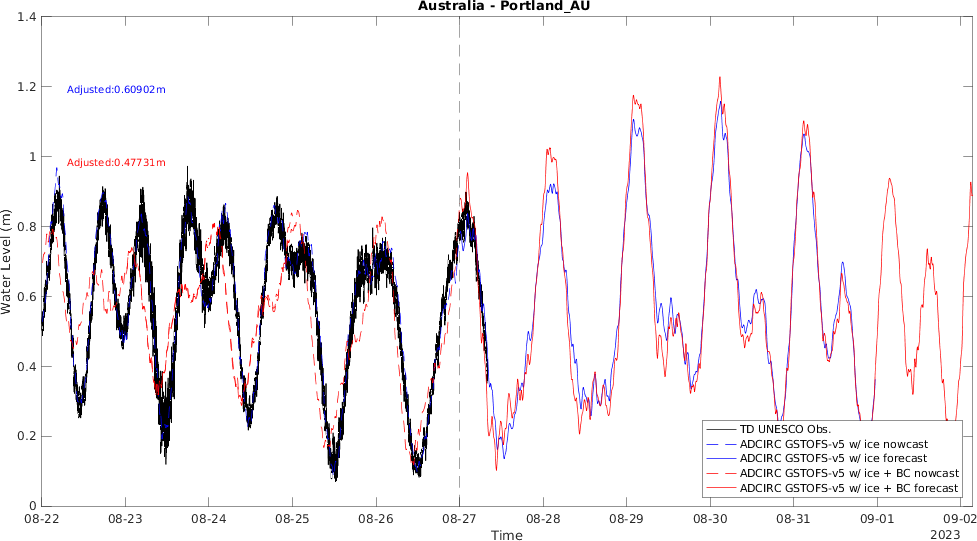 Australia - Portland_AU
1.4
1.2
1
0.8
0.6
0.4
0.2
0
Water Level (m)
Adjusted:0.60902m
Adjusted:0.47731m
TD UNESCO Obs.
ADCIRC GSTOFS-v5 w/ ice nowcast
ADCIRC GSTOFS-v5 w/ ice forecast
ADCIRC GSTOFS-v5 w/ ice + BC nowcast
ADCIRC GSTOFS-v5 w/ ice + BC forecast
08-22 08-23 08-24 08-25 08-26 08-27 08-28 08-29 08-30 08-31 09-01 09-02
Time
2023